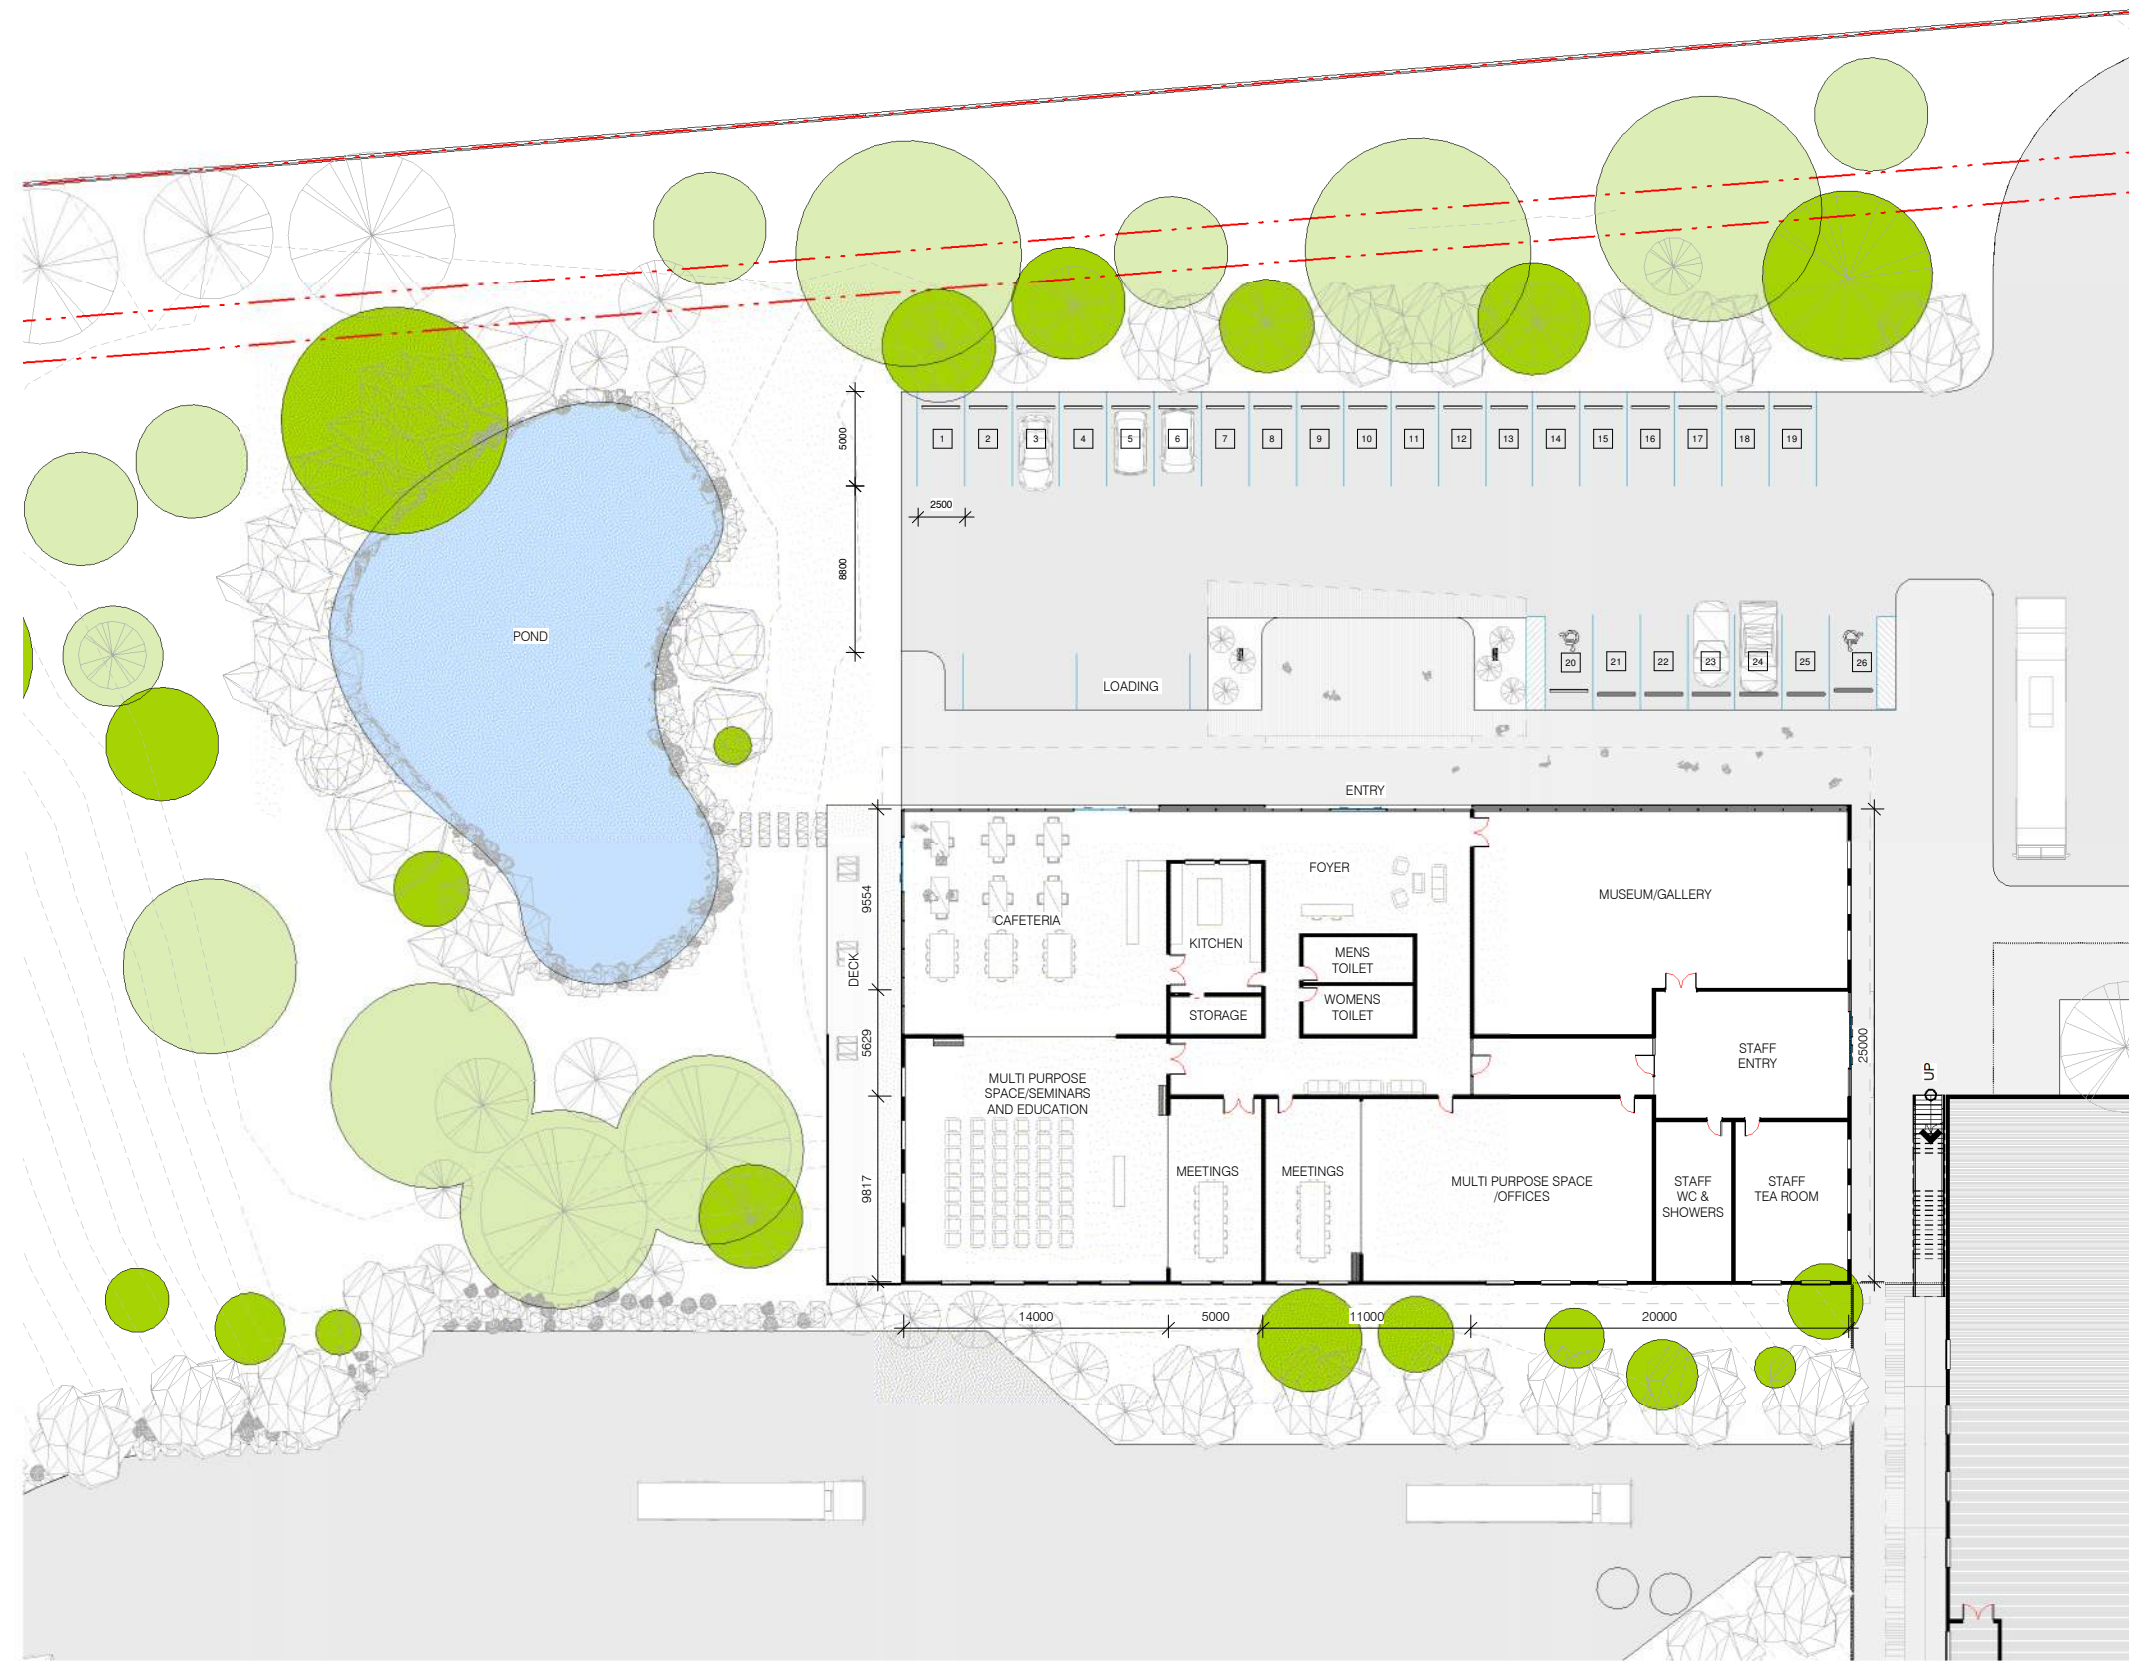 1
2
3
4
5
6
7
8
9
10
11
12
13
14
15
16
17
18
19
5000
2500
8800
POND
LOADING
20
21
22
23
24
25
26
ENTRY
FOYER
MUSEUM/GALLERY
9554
CAFETERIA
KITCHEN
MENS
TOILET
DECK
WOMENS
TOILET
STORAGE
5629
STAFF
ENTRY
25000
UP
MULTI PURPOSE
SPACE/SEMINARS
AND EDUCATION
9817
MEETINGS
MEETINGS
MULTI PURPOSE SPACE
/OFFICES
STAFF
WC &
SHOWERS
STAFF
TEA ROOM
14000
5000
11000
20000